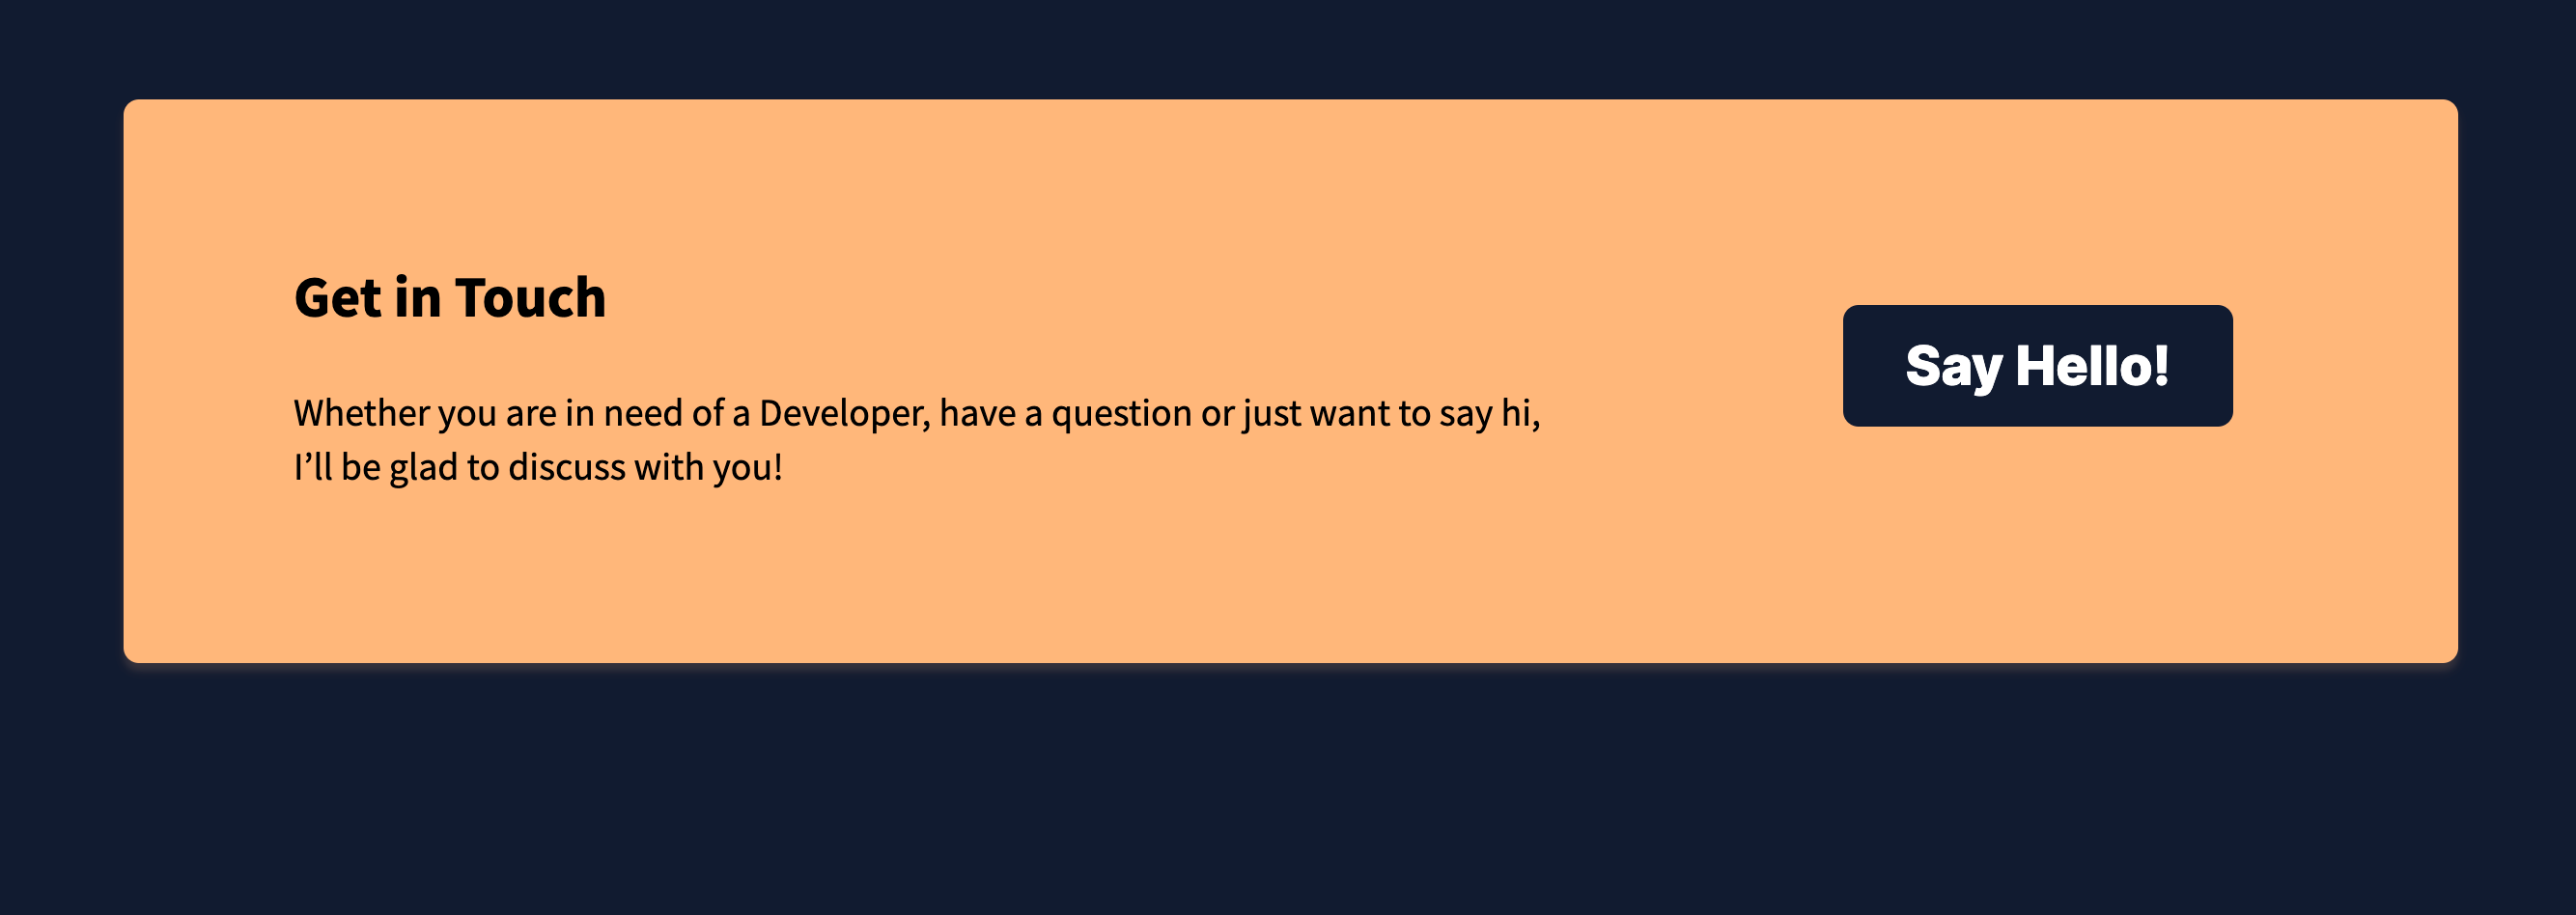 Get in Touch
Whether you are in need of a Developer, have a question or just want to say hi,
I’ll be glad to discuss with you!
Say Hello!